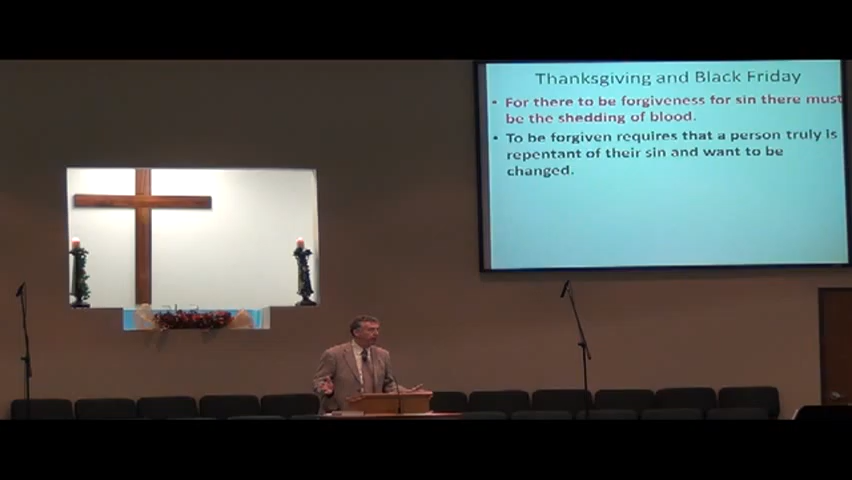 Thanksgiving and Black Friday
• For there to be forgiveness for sin there must
be the shedding of blood.
• To be forgiven requires that a person truly is
repentant of their sin and want to be
changed.